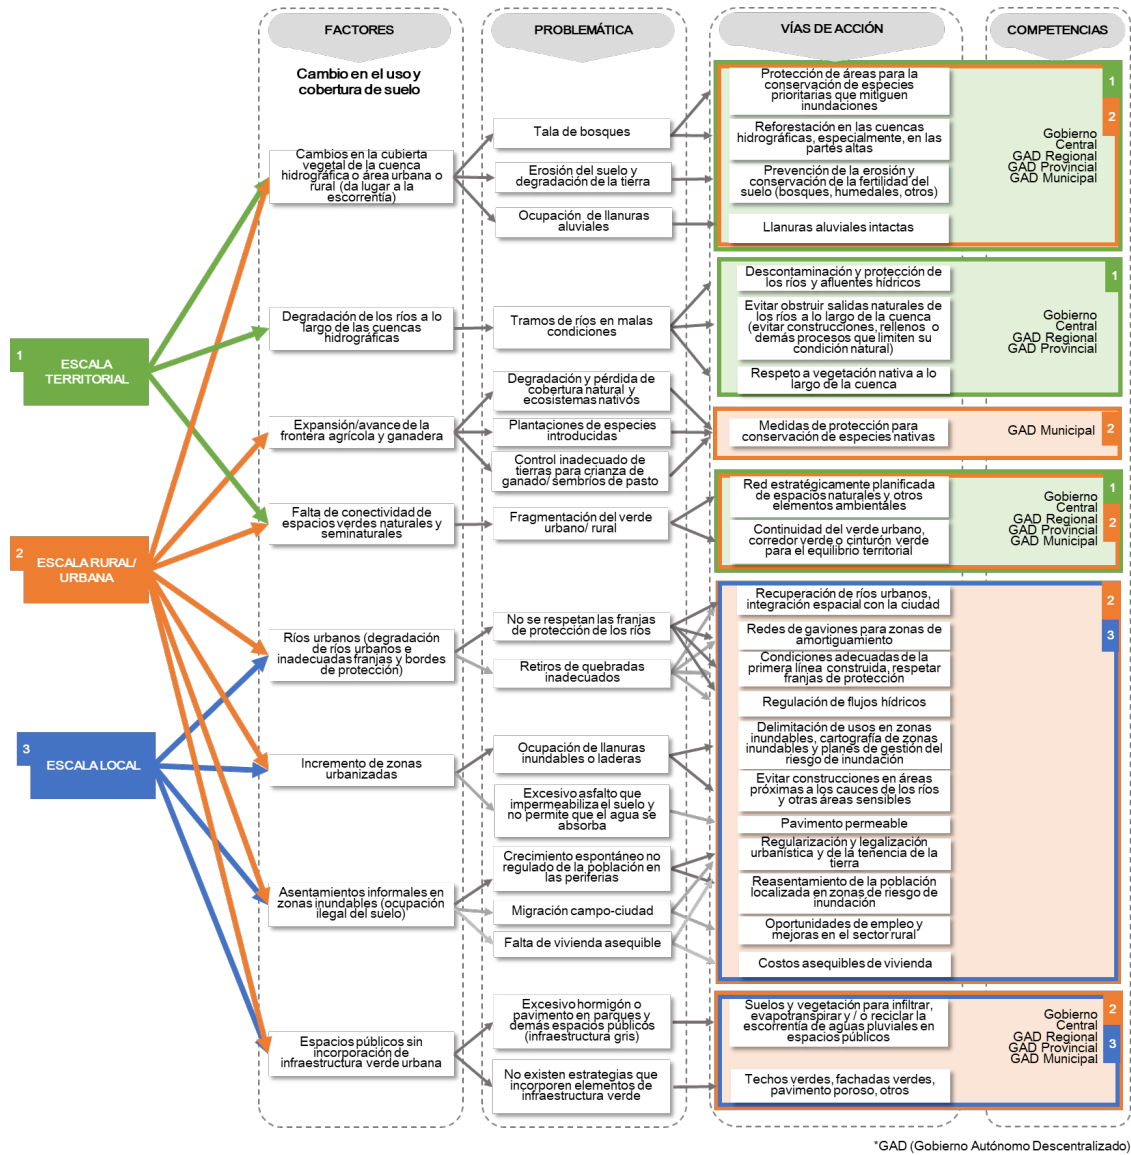 FACTORES
PROBLEMÁTICA
VÍAS DE ACCIÓN
COMPETENCIAS
Cambio en el uso y
cobertura de suelo
1
ESCALA
TERRITORIAL
2
ESCALA RURAL/
URBANA
3
ESCALA LOCAL
Cambios en la cubierta
vegetal de la cuenca
hidrográfica o área urbana o
rural (da lugar a la
escorrentía)
Tala de bosques
Erosión del suelo y
degradación de la tierra
Ocupación de llanuras
aluviales
Protección de áreas para la
conservación de especies
prioritarias que mitiguen
inundaciones
Reforestación en las cuencas
hidrográficas, especialmente, en las
partes altas
Prevención de la erosión y
conservación de la fertilidad del
suelo (bosques, humedales, otros)
Llanuras aluviales intactas
1
2
Gobierno
Central
GAD Regional
GAD Provincial
GAD Municipal
Degradación de los ríos a lo
largo de las cuencas
hidrográficas
Tramos de ríos en malas
condiciones
Descontaminación y protección de
los ríos y afluentes hídricos
Evitar obstruir salidas naturales de
los ríos a lo largo de la cuenca
(evitar construcciones, rellenos o
demás procesos que limiten su
condición natural)
Respeto a vegetación nativa a lo
largo de la cuenca
1
Gobierno
Central
GAD Regional
GAD Provincial
Expansión/avance de la
frontera agrícola y ganadera
Degradación y pérdida de
cobertura natural y
ecosistemas nativos
Plantaciones de especies
introducidas
Control inadecuado de
tierras para crianza de
ganado/ sembríos de pasto
Medidas de protección para
conservación de especies nativas
GAD Municipal
2
Falta de conectividad de
espacios verdes naturales y
seminaturales
Fragmentación del verde
urbano/ rural
Red estratégicamente planificada
de espacios naturales y otros
elementos ambientales
Continuidad del verde urbano,
corredor verde o cinturón verde
para el equilibrio territorial
1
2
Gobierno
Central
GAD Regional
GAD Provincial
GAD Municipal
Ríos urbanos (degradación
de ríos urbanos e
inadecuadas franjas y bordes
de protección)
No se respetan las franjas
de protección de los ríos
Retiros de quebradas
inadecuados
Recuperación de ríos urbanos,
integración espacial con la ciudad
Redes de gaviones para zonas de
amortiguamiento
Condiciones adecuadas de la
primera línea construida, respetar
franjas de protección
Regulación de flujos hídricos
2
3
Incremento de zonas
urbanizadas
Ocupación de llanuras
inundables o laderas
Excesivo asfalto que
impermeabiliza el suelo y
no permite que el agua se
absorba
Delimitación de usos en zonas
inundables, cartografía de zonas
inundables y planes de gestión del
riesgo de inundación
Evitar construcciones en áreas
próximas a los cauces de los ríos
y otras áreas sensibles
Pavimento permeable
Asentamientos informales en
zonas inundables (ocupación
ilegal del suelo)
Crecimiento espontáneo no
regulado de la población en
las periferias
Migración campo-ciudad
Falta de vivienda asequible
Regularización y legalización
urbanística y de la tenencia de la
tierra
Reasentamiento de la población
localizada en zonas de riesgo de
inundación
Oportunidades de empleo y
mejoras en el sector rural
Costos asequibles de vivienda
Espacios públicos sin
incorporación de
infraestructura verde urbana
Excesivo hormigón o
pavimento en parques y
demás espacios públicos
(infraestructura gris)
No existen estrategias que
incorporen elementos de
infraestructura verde
Suelos y vegetación para infiltrar,
evapotranspirar y / o reciclar la
escorrentía de aguas pluviales en
espacios públicos
Techos verdes, fachadas verdes,
pavimento poroso, otros
2
3
Gobierno
Central
GAD Regional
GAD Provincial
GAD Municipal
*GAD (Gobierno Autónomo Descentralizado)